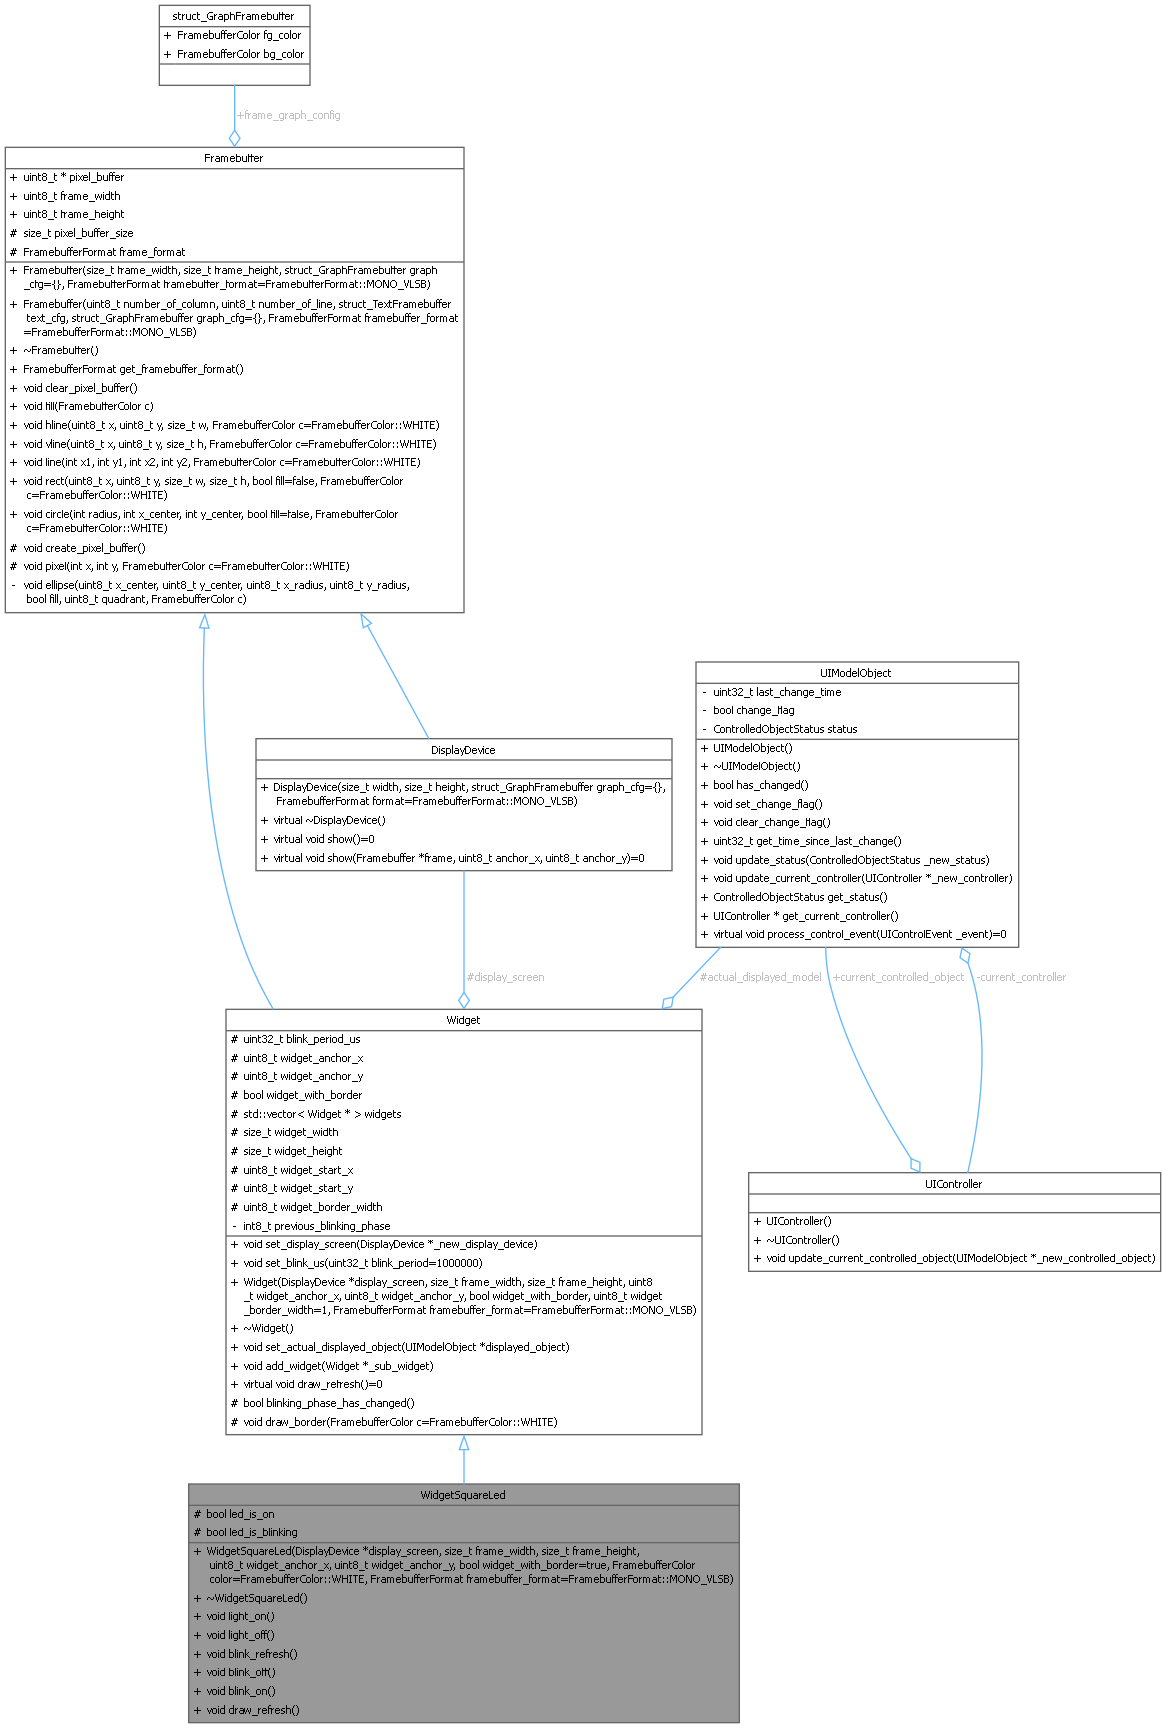 struct_GraphFramebuffer
+ FramebufferColor fg_color
+ FramebufferColor bg_color
+frame_graph_config
Framebuffer
+ uint8_t * pixel_buffer
+ uint8_t frame_width
+ uint8_t frame_height
# size_t pixel_buffer_size
# FramebufferFormat frame_format
+ Framebuffer(size_t frame_width, size_t frame_height, struct_GraphFramebuffer graph
_cfg={}, FramebufferFormat framebuffer_format=FramebufferFormat::MONO_VLSB)
+ Framebuffer(uint8_t number_of_column, uint8_t number_of_line, struct_TextFramebuffer
text_cfg, struct_GraphFramebuffer graph_cfg={}, FramebufferFormat framebuffer_format
=FramebufferFormat::MONO_VLSB)
+ ~Framebuffer()
+ FramebufferFormat get_framebuffer_format()
+ void clear_pixel_buffer()
+ void fill(FramebufferColor c)
+ void hline(uint8_t x, uint8_t y, size_t w, FramebufferColor c=FramebufferColor::WHITE)
+ void vline(uint8_t x, uint8_t y, size_t h, FramebufferColor c=FramebufferColor::WHITE)
+ void line(int x1, int y1, int x2, int y2, FramebufferColor c=FramebufferColor::WHITE)
+ void rect(uint8_t x, uint8_t y, size_t w, size_t h, bool fill=false, FramebufferColor
c=FramebufferColor::WHITE)
+ void circle(int radius, int x_center, int y_center, bool fill=false, FramebufferColor
c=FramebufferColor::WHITE)
# void create_pixel_buffer()
# void pixel(int x, int y, FramebufferColor c=FramebufferColor::WHITE)
- void ellipse(uint8_t x_center, uint8_t y_center, uint8_t x_radius, uint8_t y_radius,
bool fill, uint8_t quadrant, FramebufferColor c)
UIModelObject
- uint32_t last_change_time
- bool change_flag
- ControlledObjectStatus status
+ UIModelObject()
+ ~UIModelObject()
+ bool has_changed()
+ void set_change_flag()
+ void clear_change_flag()
+ uint32_t get_time_since_last_change()
+ void update_status(ControlledObjectStatus _new_status)
+ void update_current_controller(UIController *_new_controller)
+ ControlledObjectStatus get_status()
+ UIController * get_current_controller()
+ virtual void process_control_event(UIControlEvent _event)=0
DisplayDevice
+ DisplayDevice(size_t width, size_t height, struct_GraphFramebuffer graph_cfg={},
FramebufferFormat format=FramebufferFormat::MONO_VLSB)
+ virtual ~DisplayDevice()
+ virtual void show()=0
+ virtual void show(Framebuffer *frame, uint8_t anchor_x, uint8_t anchor_y)=0
#display_screen
#actual_displayed_model
+current_controlled_object
-current_controller
Widget
# uint32_t blink_period_us
# uint8_t widget_anchor_x
# uint8_t widget_anchor_y
# bool widget_with_border
# std::vector< Widget * > widgets
# size_t widget_width
# size_t widget_height
# uint8_t widget_start_x
# uint8_t widget_start_y
# uint8_t widget_border_width
- int8_t previous_blinking_phase
+ void set_display_screen(DisplayDevice *_new_display_device)
+ void set_blink_us(uint32_t blink_period=1000000)
+ Widget(DisplayDevice *display_screen, size_t frame_width, size_t frame_height, uint8
_t widget_anchor_x, uint8_t widget_anchor_y, bool widget_with_border, uint8_t widget
_border_width=1, FramebufferFormat framebuffer_format=FramebufferFormat::MONO_VLSB)
+ ~Widget()
+ void set_actual_displayed_object(UIModelObject *displayed_object)
+ void add_widget(Widget *_sub_widget)
+ virtual void draw_refresh()=0
# bool blinking_phase_has_changed()
# void draw_border(FramebufferColor c=FramebufferColor::WHITE)
UIController
+ UIController()
+ ~UIController()
+ void update_current_controlled_object(UIModelObject *_new_controlled_object)
WidgetSquareLed
# bool led_is_on
# bool led_is_blinking
+ WidgetSquareLed(DisplayDevice *display_screen, size_t frame_width, size_t frame_height,
uint8_t widget_anchor_x, uint8_t widget_anchor_y, bool widget_with_border=true, FramebufferColor
color=FramebufferColor::WHITE, FramebufferFormat framebuffer_format=FramebufferFormat::MONO_VLSB)
+ ~WidgetSquareLed()
+ void light_on()
+ void light_off()
+ void blink_refresh()
+ void blink_off()
+ void blink_on()
+ void draw_refresh()